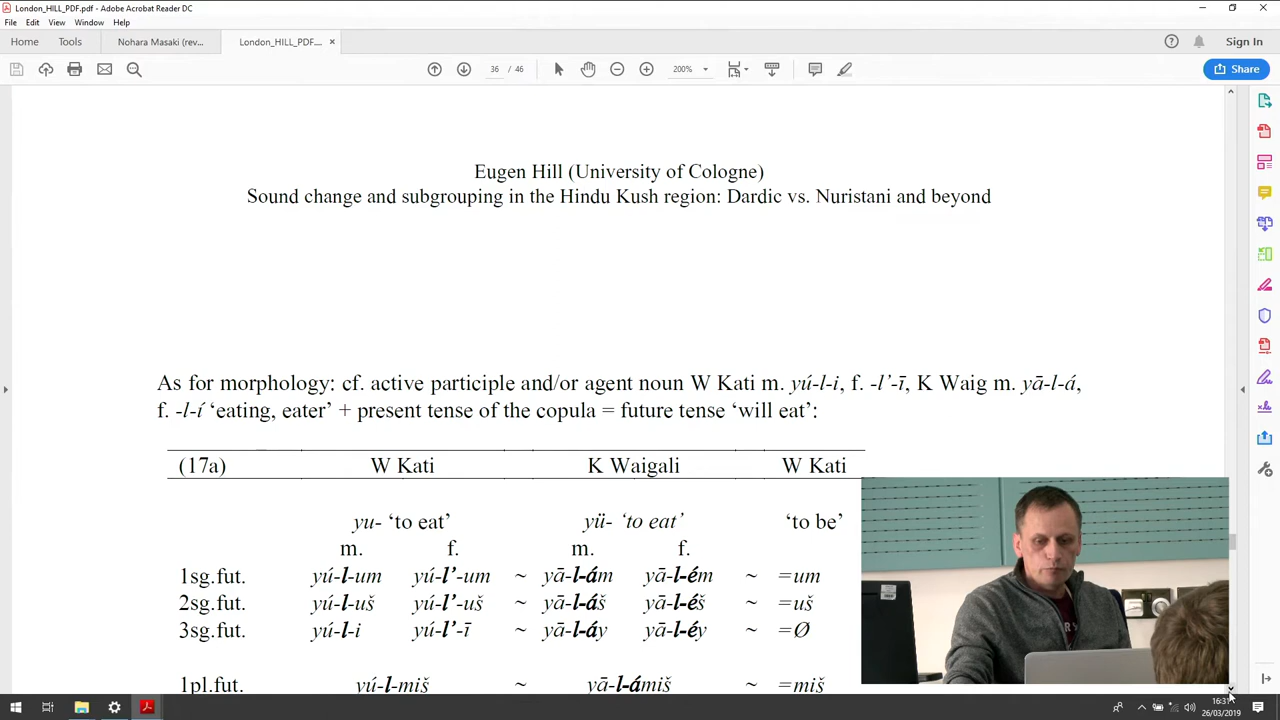 London_HILL_PDF.pdf - Adobe Acrobat Reader DC
File Edit View Window Help
Home Tools Nohara Masaki (rev... London_HILL_PDF.... × Sign In
36 / 46 200% Share
Eugen Hill (University of Cologne)
Sound change and subgrouping in the Hindu Kush region: Dardic vs. Nuristani and beyond
As for morphology: cf. active participle and/or agent noun W Kati m. yú-l-i, f. -l’-ī, K Waig m. yā-l-á,
f. -l-í ‘eating, eater’ + present tense of the copula = future tense ‘will eat’:
(17a) W Kati K Waigali W Kati
yu- ‘to eat’ yü- ‘to eat’ ‘to be’
m. f. m. f.
1sg.fut. yú-l-um yú-l’-um ~ yā-l-ám yā-l-ém ~ =um
2sg.fut. yú-l-uš yú-l’-uš ~ yā-l-áš yā-l-éš ~ =uš
3sg.fut. yú-l-i yú-l’-ī ~ yā-l-áy yā-l-éy ~ =Ø
1pl.fut. yú-l-miš ~ yā-l-ámiš ~ =miš
16:31
26/03/2019